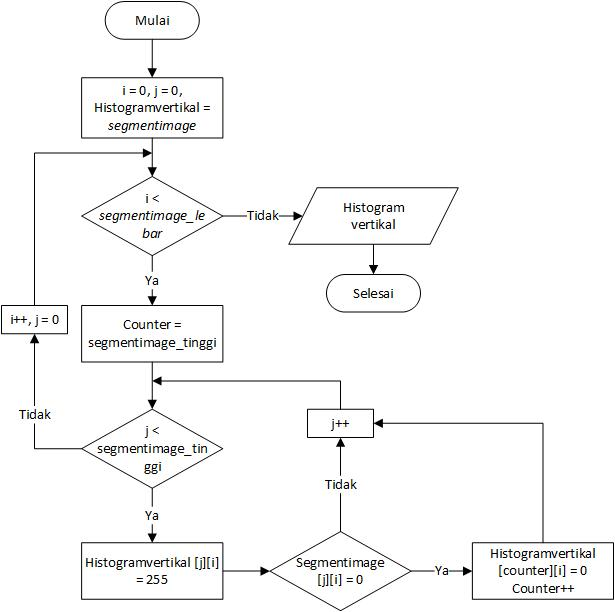 Mulai
i = 0, j = 0,
Histogramvertikal =
segmentimage
i <
segmentimage_le
bar
Tidak
Histogram
vertikal
Ya
Selesai
i++, j = 0
Counter =
segmentimage_tinggi
Tidak
j <
segmentimage_tin
ggi
j++
Ya
Tidak
Histogramvertikal [j][i]
= 255
Segmentimage
[j][i] = 0
Ya
Histogramvertikal
[counter][i] = 0
Counter++